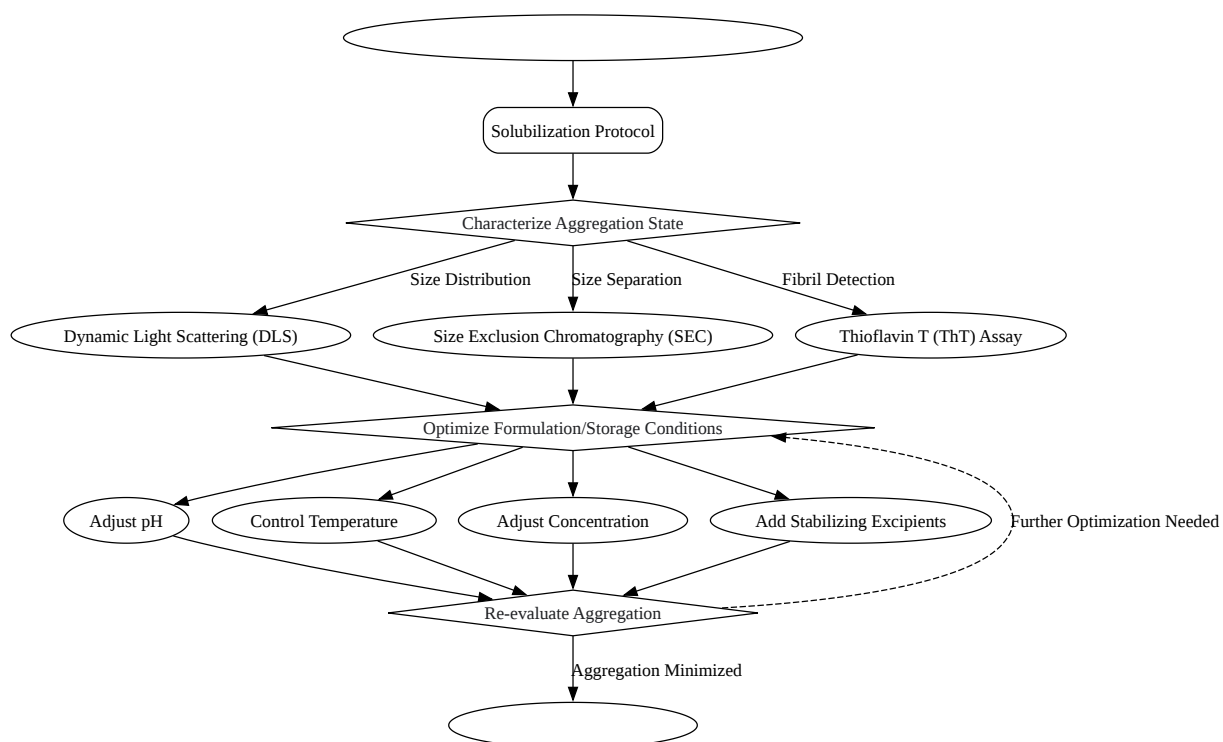 Solubilization Protocol
Characterize Aggregation State
Size Distribution
Size Separation
Fibril Detection
Dynamic Light Scattering (DLS)
Size Exclusion Chromatography (SEC)
Thioflavin T (ThT) Assay
Optimize Formulation/Storage Conditions
Adjust pH
Control Temperature
Adjust Concentration
Add Stabilizing Excipients
Further Optimization Needed
Re-evaluate Aggregation
Aggregation Minimized